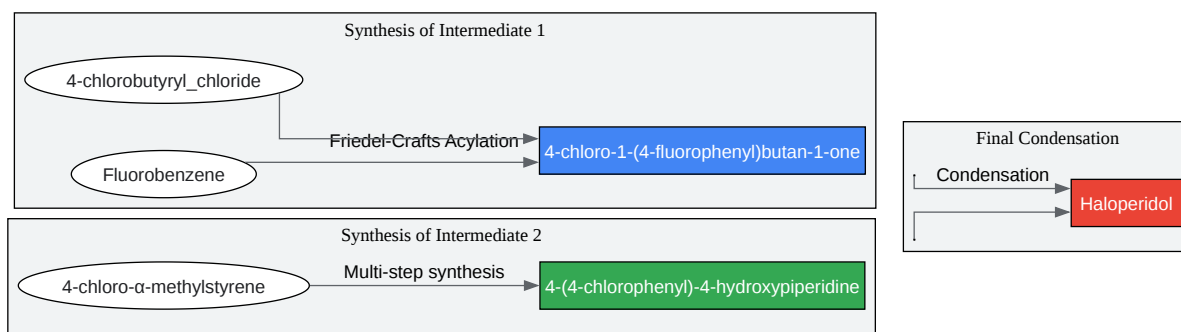 Synthesis of Intermediate 1
4-chlorobutyryl_chloride
Friedel-Crafts Acylation
4-chloro-1-(4-fluorophenyl)butan-1-one
Fluorobenzene
Synthesis of Intermediate 2
4-chloro-α-methylstyrene
Multi-step synthesis
4-(4-chlorophenyl)-4-hydroxypiperidine
Final Condensation
Condensation
Haloperidol